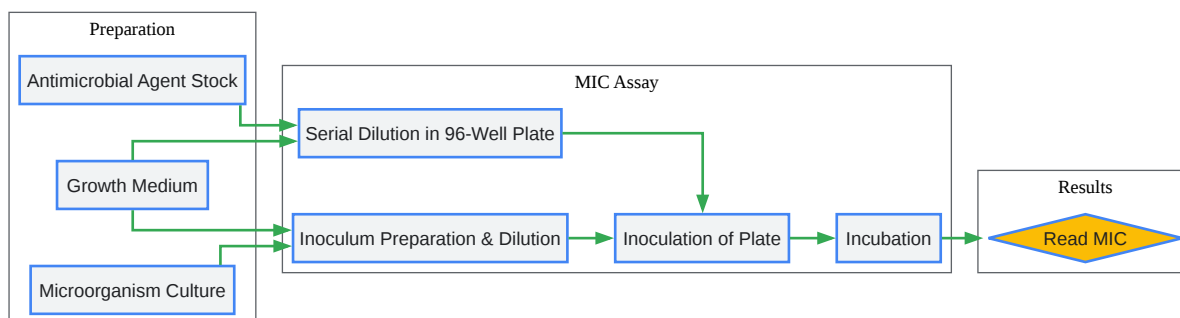 Preparation
Antimicrobial Agent Stock
Growth Medium
Microorganism Culture
MIC Assay
Serial Dilution in 96-Well Plate
Inoculum Preparation & Dilution
Inoculation of Plate
Incubation
Results
Read MIC